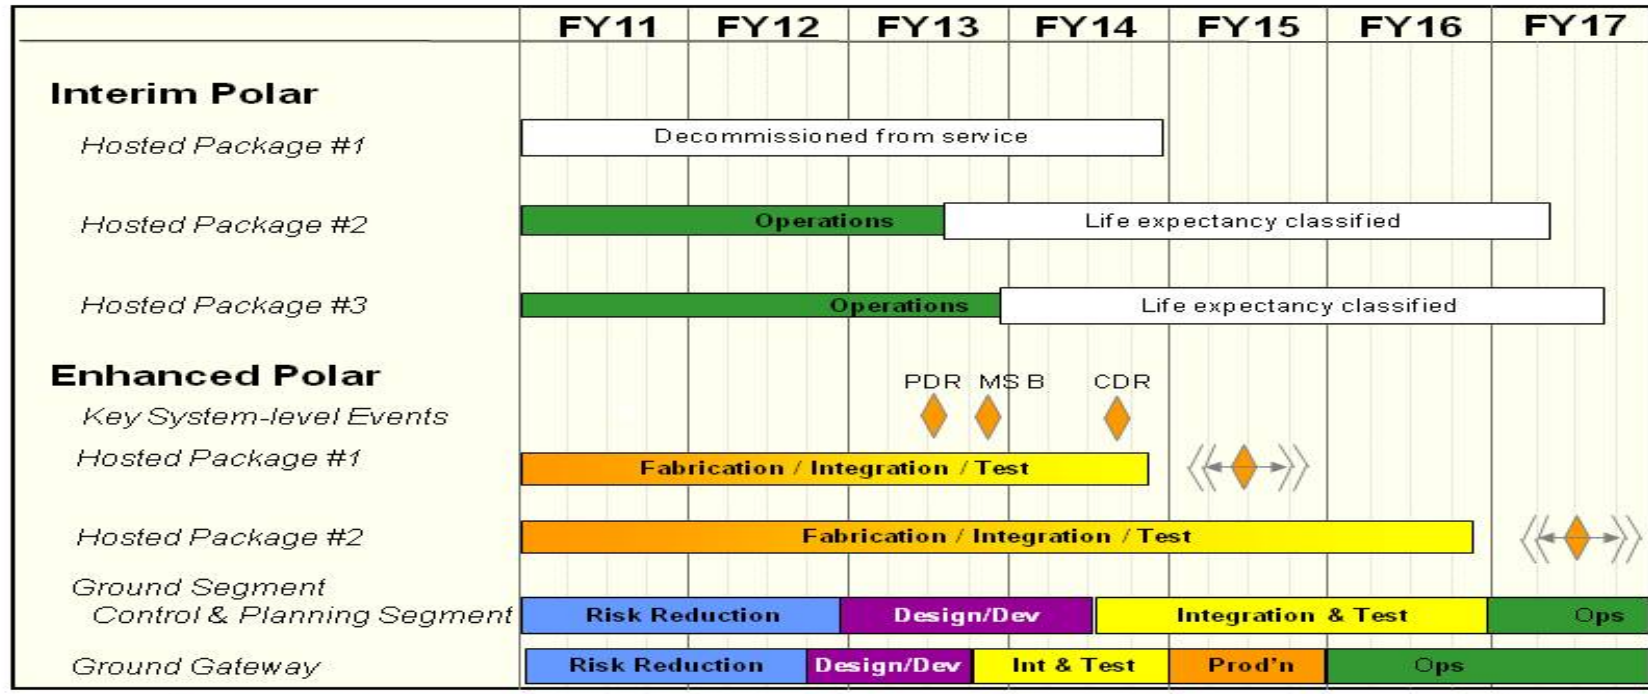 FY11 FY12 FY13 FY14 FY15 FY16 FY17
Interim Polar
Hosted Package #1 Decommissioned from service
Hosted Package #2 Operations Life expectancy classified
Hosted Package #3 Operations Life expectancy classified
Enhanced Polar
PDR MS B CDR
Key System-level Events
Hosted Package #1 Fabrication / Integration / Test
Hosted Package #2 Fabrication / Integration / Test
Ground Segment
Control & Planning Segment Risk Reduction Design/Dev Integration & Test Ops
Ground Gateway Risk Reduction Design/Dev Int & Test Prod'n Ops